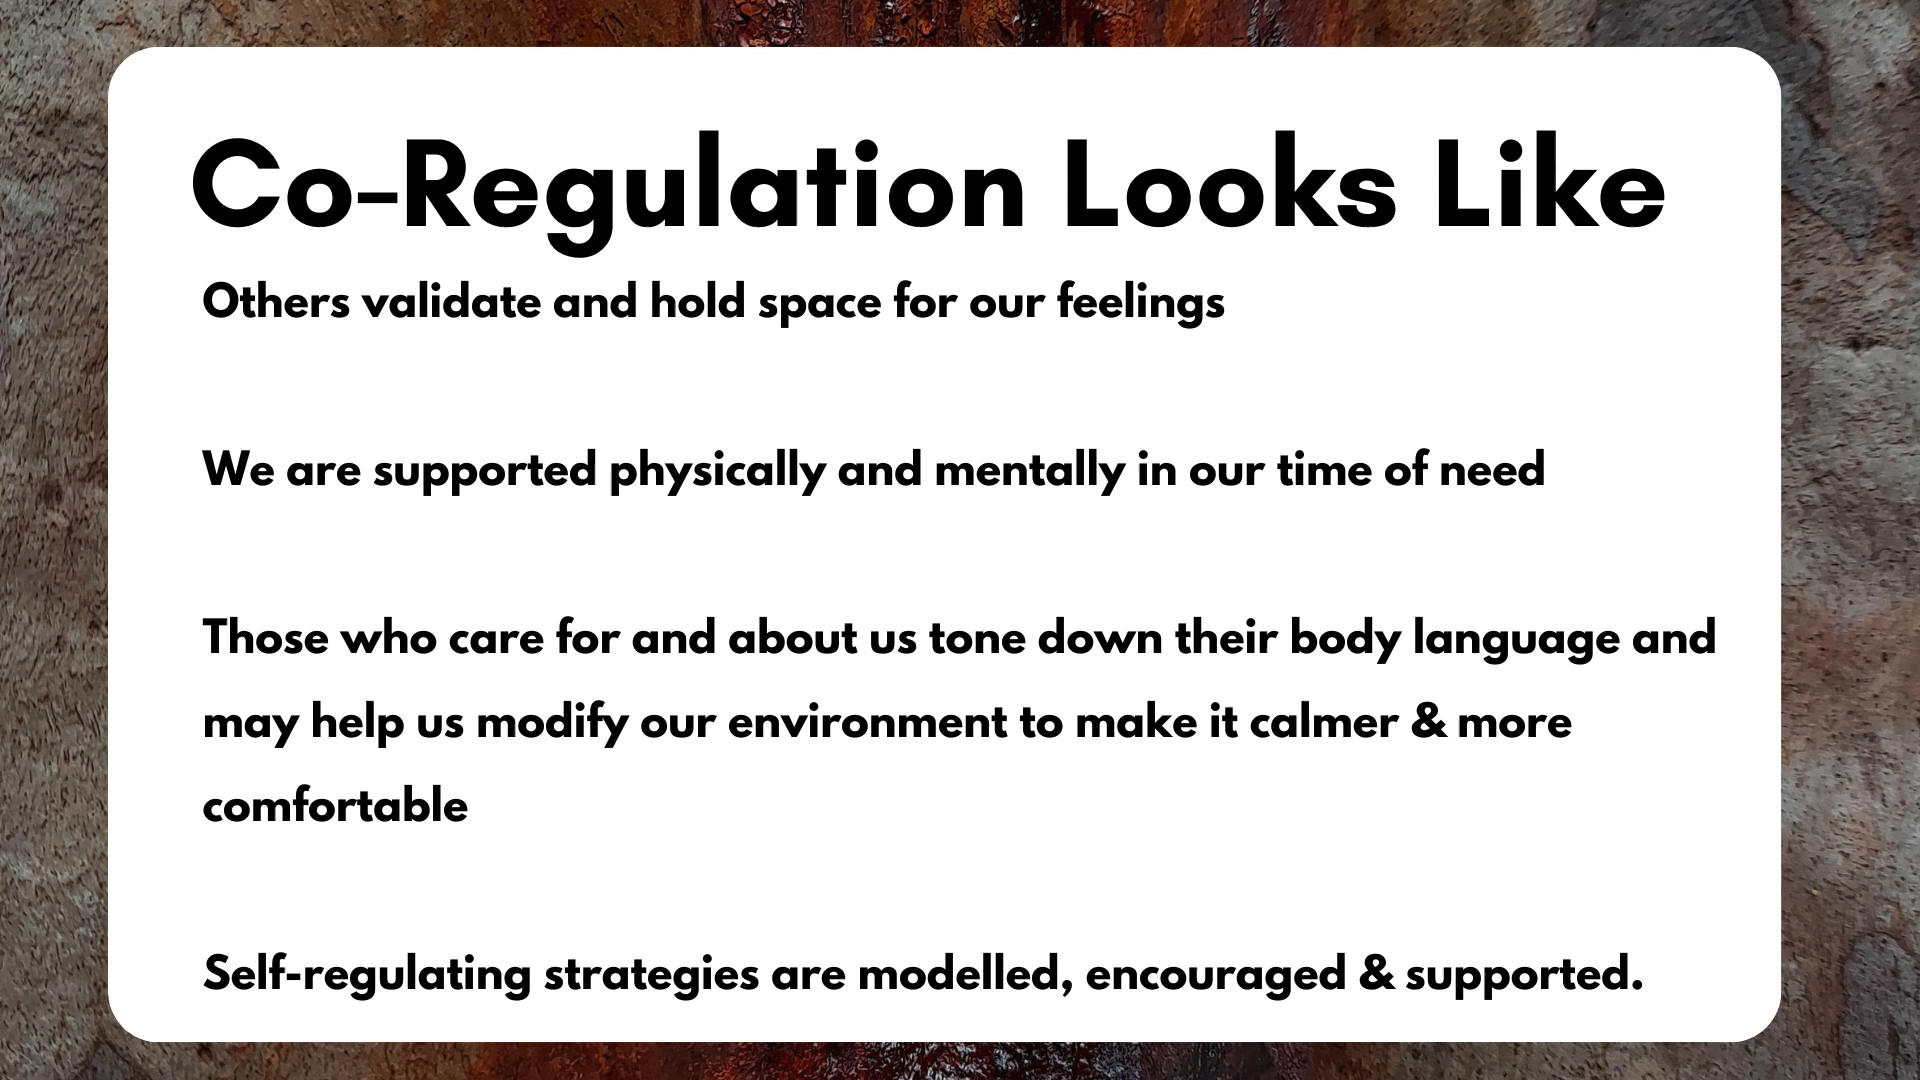 Co-Regulation Looks Like
Others validate and hold space for our feelings
We are supported physically and mentally in our time of need
Those who care for and about us tone down their body language and
may help us modify our environment to make it calmer & more
comfortable
Self-regulating strategies are modelled, encouraged & supported.